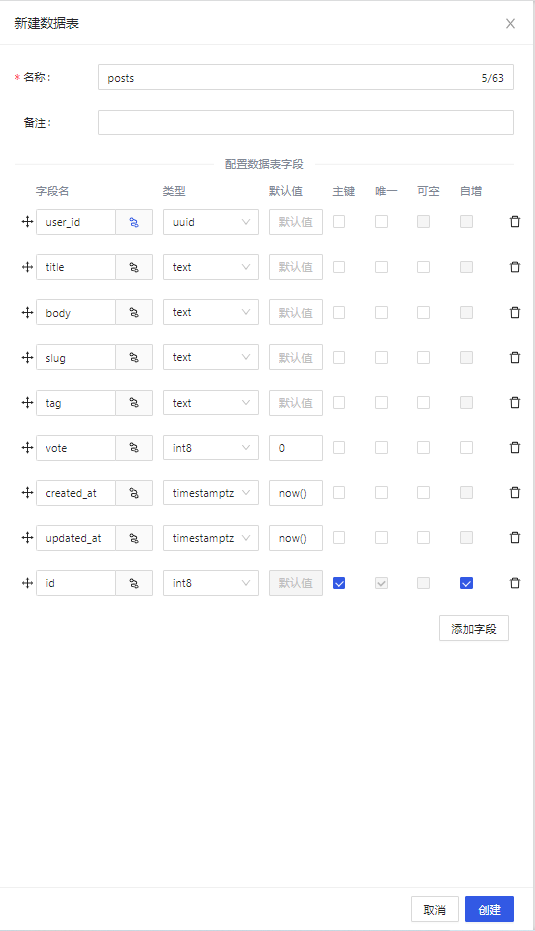 新建数据表
* 名称：
posts 5/63
备注：
配置数据表字段
字段名 类型 默认值 主键 唯一 可空 自增
user_id uuid 默认值
title text 默认值
body text 默认值
slug text 默认值
tag text 默认值
vote int8 0
created_at timestamptz now()
updated_at timestamptz now()
id int8 默认值
添加字段
取消 创建